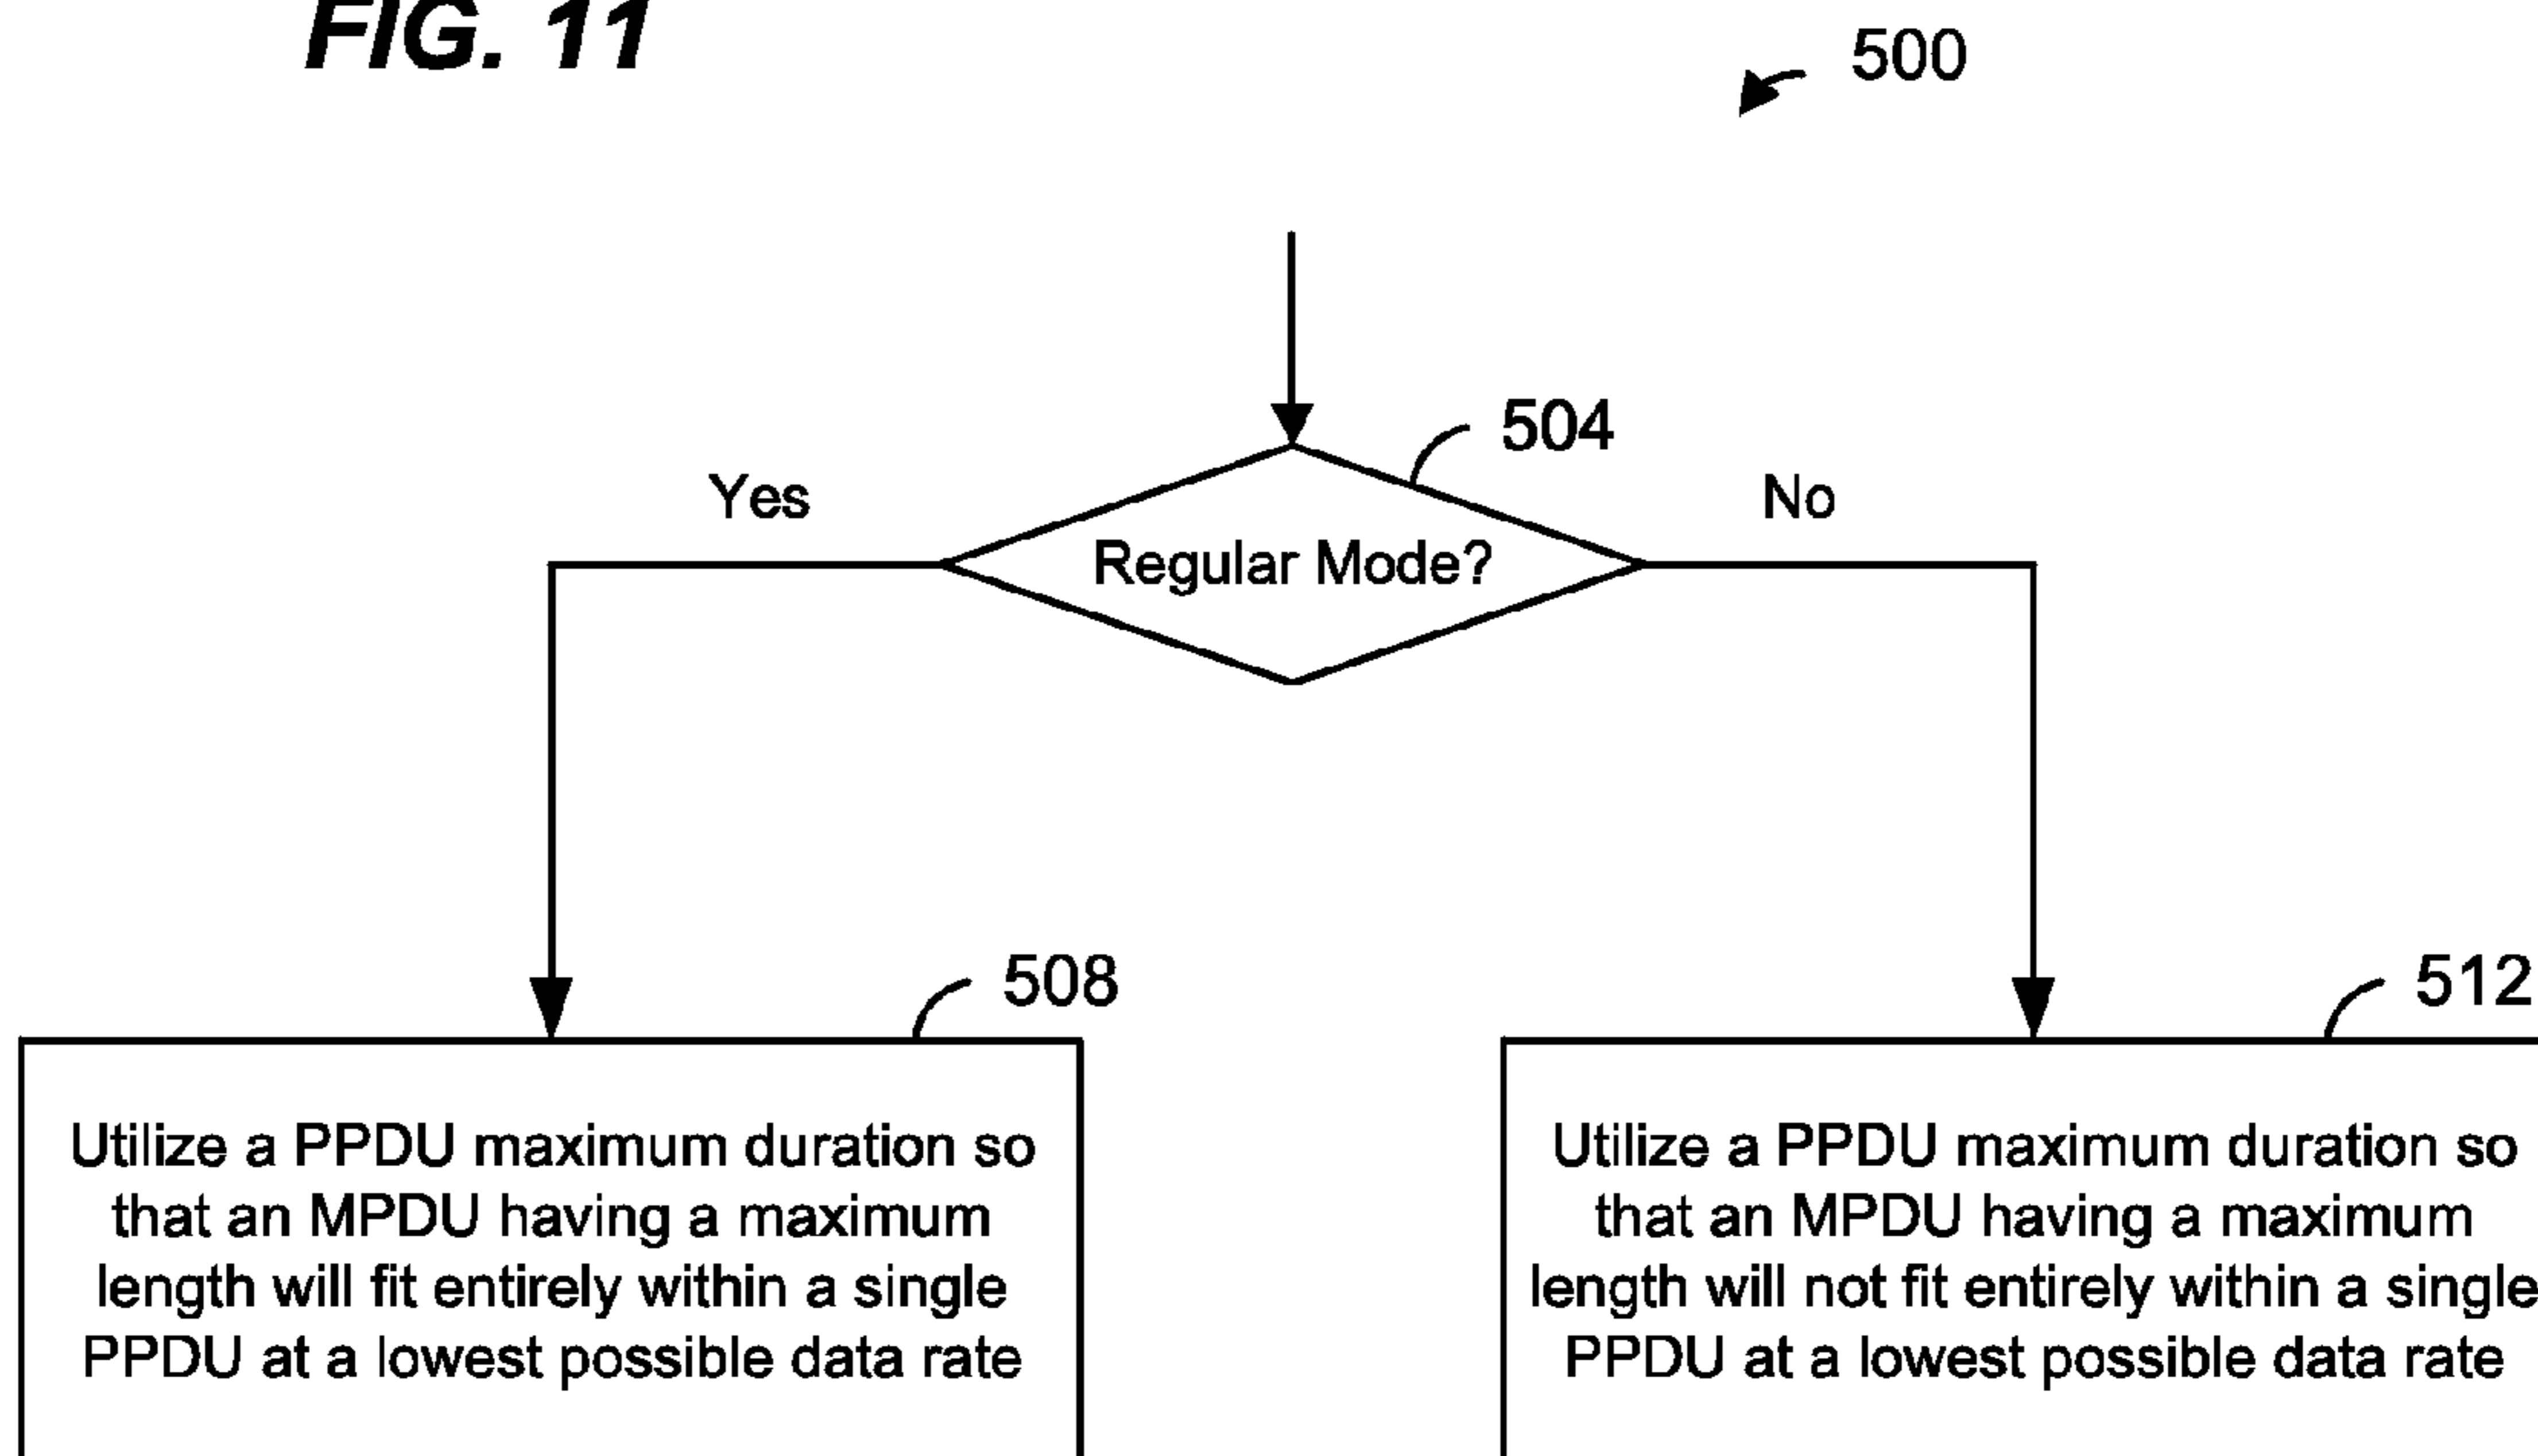 FIG. 11
500
504
Yes
No
Regular Mode?
508
512
Utilize a PPDU maximum duration so
that an MPDU having a maximum
length will fit entirely within a single
PPDU at a lowest possible data rate
Utilize a PPDU maximum duration so
that an MPDU having a maximum
length will not fit entirely within a single
PPDU at a lowest possible data rate